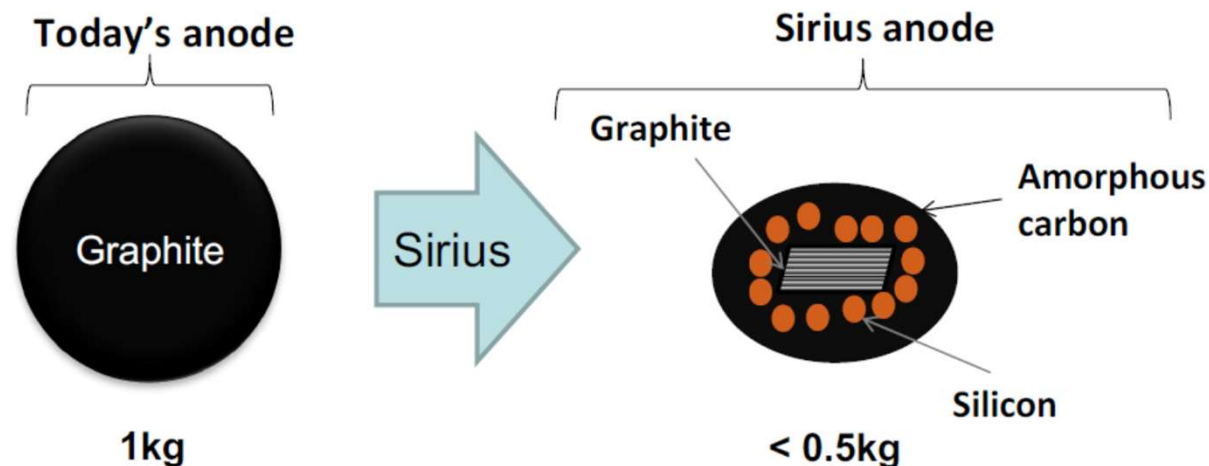 Today's anode
Graphite
1kg
Sirius
Sirius anode
Graphite
Amorphous
carbon
Silicon
< 0.5kg